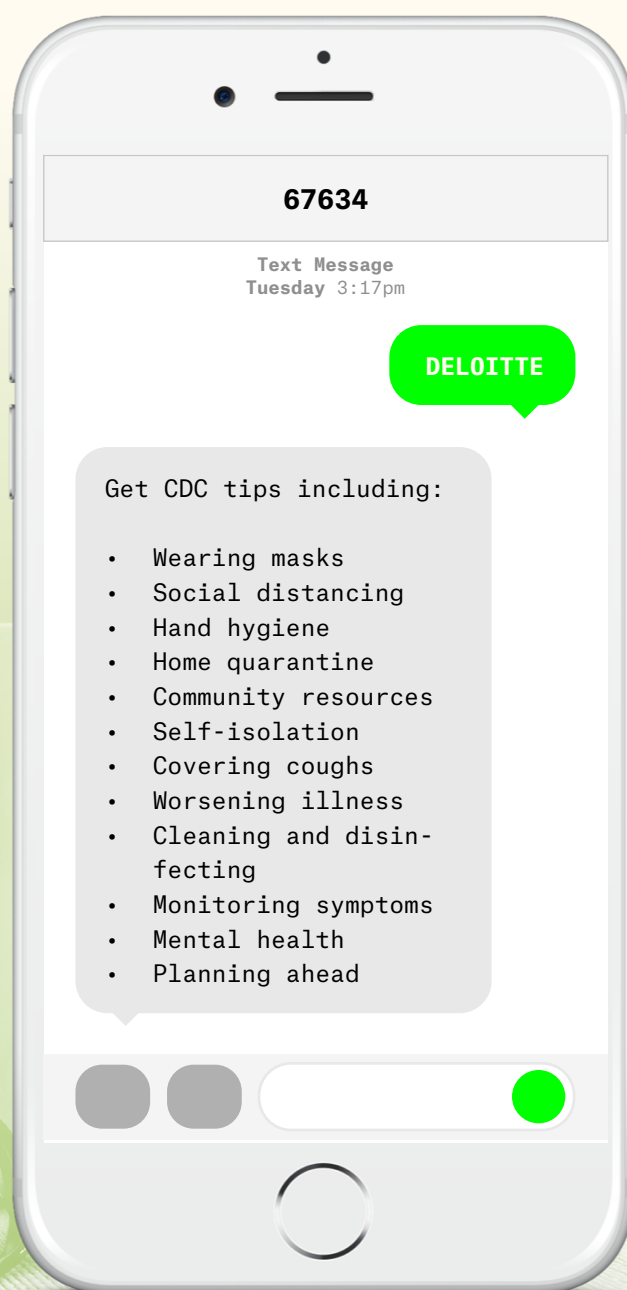 67634
Text Message
Tuesday 3:17pm
DELOITTE
Get CDC tips including:
• Wearing masks
• Social distancing
• Hand hygiene
• Home quarantine
• Community resources
• Self-isolation
• Covering coughs
• Worsening illness
• Cleaning and disin-
fecting
• Monitoring symptoms
• Mental health
• Planning ahead